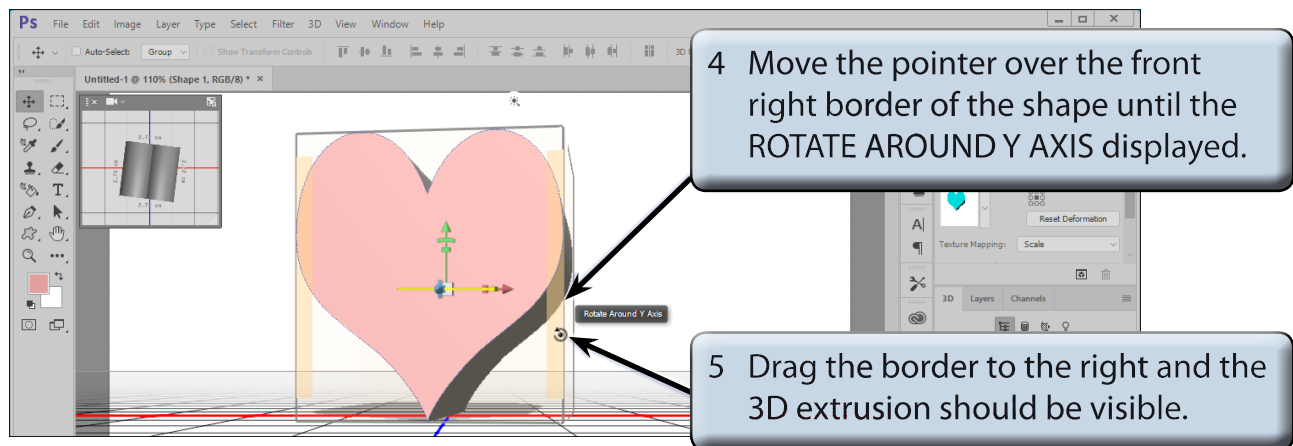 Ps File Edit Image Layer Type Select Filter 3D View Window Help
Auto-Select: Group Show Transform Controls
Untitled-1 @ 110% (Shape 1, RGB/8) * ×
4 Move the pointer over the front
right border of the shape until the
ROTATE AROUND Y AXIS displayed.
Reset Deformation
Texture Mapping: Scale
3D Layers Channels
Rotate Around Y Axis
5 Drag the border to the right and the
3D extrusion should be visible.